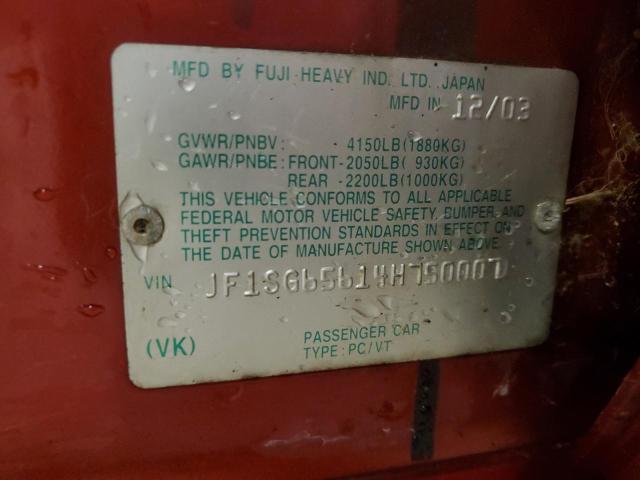 MFD BY FUJI HEAVY IND. LTD. JAPAN
MFD IN 12/03
GVWR/PNBV: 4150LB(1880KG)
GAWR/PNBE: FRONT-2050LB( 930KG)
REAR -2200LB(1000KG)
THIS VEHICLE CONFORMS TO ALL APPLICABLE
FEDERAL MOTOR VEHICLE SAFETY, BUMPER, AND
THEFT PREVENTION STANDARDS IN EFFECT ON
THE DATE OF MANUFACTURE SHOWN ABOVE.
VIN JF1SG65614H750007
(VK) PASSENGER CAR
TYPE: PC/VT